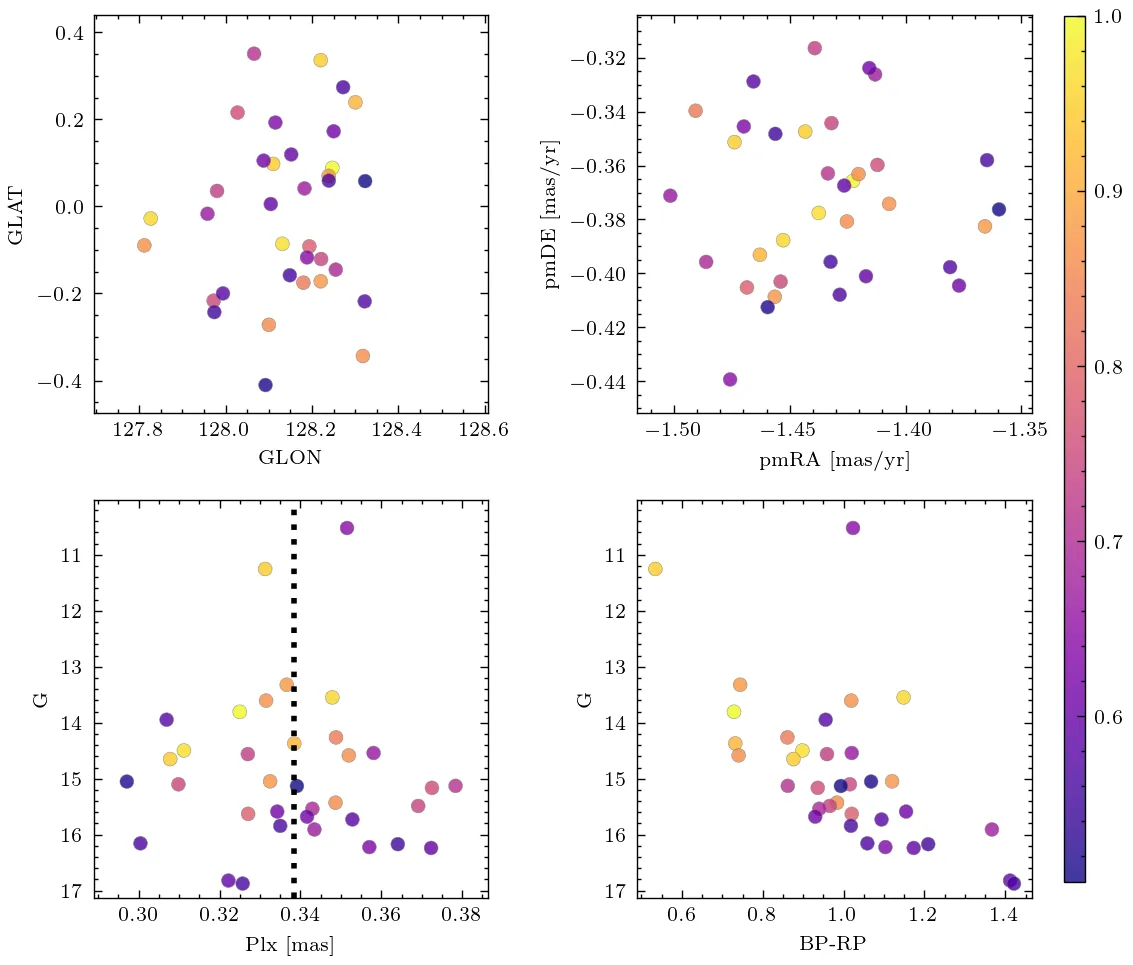 0.4
0.2
0.0
−0.2
−0.4
GLAT
127.8 128.0 128.2 128.4 128.6
GLON
−0.32
−0.34
−0.36
−0.38
−0.40
−0.42
−0.44
pmDE [mas/yr]
−1.50 −1.45 −1.40 −1.35
pmRA [mas/yr]
1.0
0.9
0.8
0.7
0.6
11
12
13
14
15
16
17
G
0.30 0.32 0.34 0.36 0.38
Plx [mas]
11
12
13
14
15
16
17
G
0.6 0.8 1.0 1.2 1.4
BP-RP